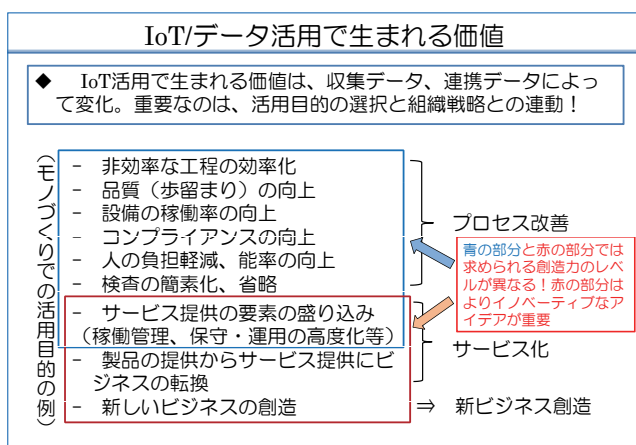 IoT/データ活用で生まれる価値
◆ IoT活用で生まれる価値は、収集データ、連携データによっ
て変化。重要なのは、活用目的の選択と組織戦略との連動！
（モノづくりでの活用目的の例）
- 非効率な工程の効率化
- 品質（歩留まり）の向上
- 設備の稼働率の向上
- コンプライアンスの向上
- 人の負担軽減、能率の向上
- 検査の簡素化、省略
- サービス提供の要素の盛り込み
（稼働管理、保守・運用の高度化等）
- 製品の提供からサービス提供にビ
ジネスの転換
- 新しいビジネスの創造
プロセス改善
青の部分と赤の部分では
求められる創造力のレベ
ルが異なる！赤の部分は
よりイノベーティブなア
イデアが重要
サービス化
⇒ 新ビジネス創造